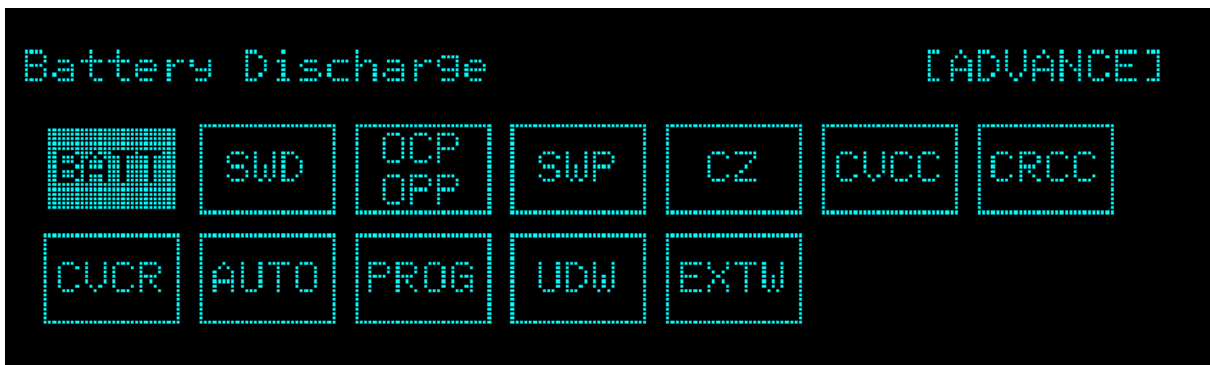 Battery Discharge [ADVANCE]
BATT SWD OCP OPP SWP CZ CVCC CRCC
CVCR AUTO PROG UDW EXTW